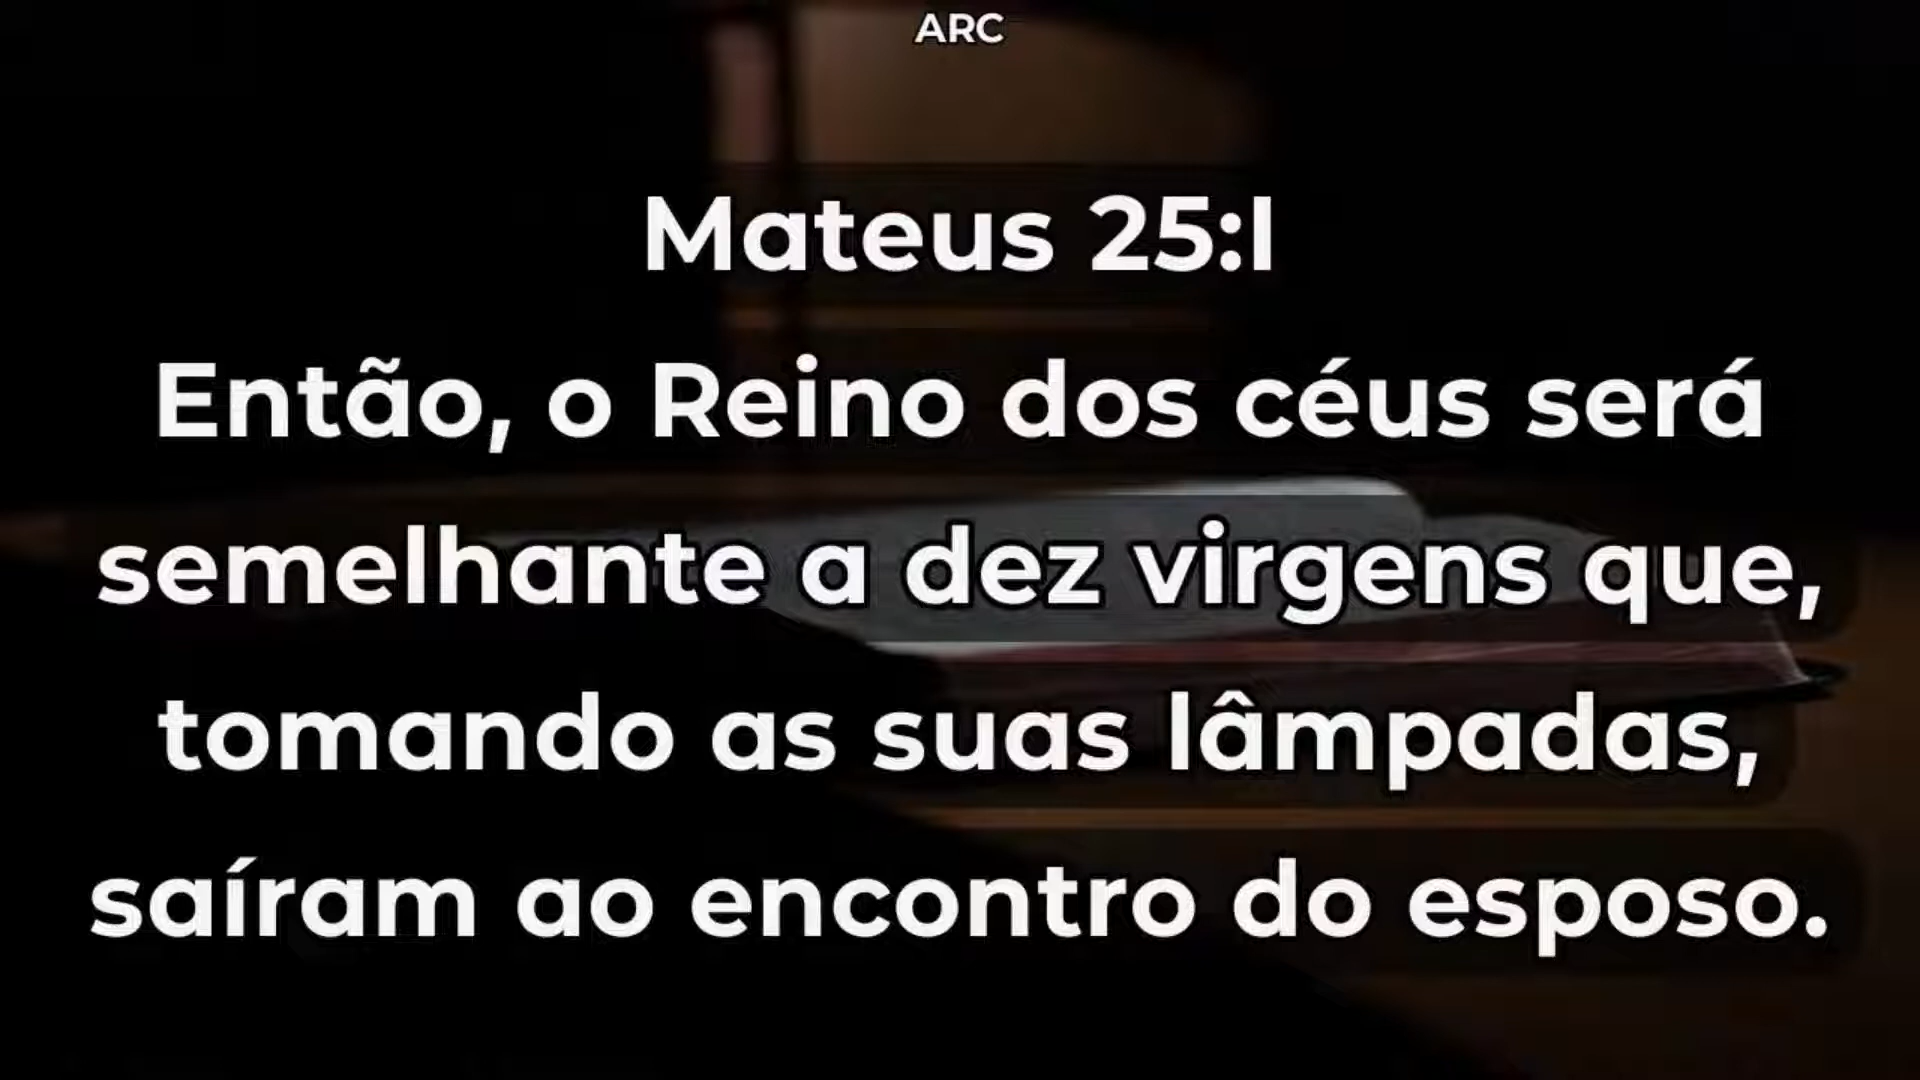 ARC
Mateus 25:1
Então, o Reino dos céus será
semelhante a dez virgens que,
tomando as suas lâmpadas,
saíram ao encontro do esposo.